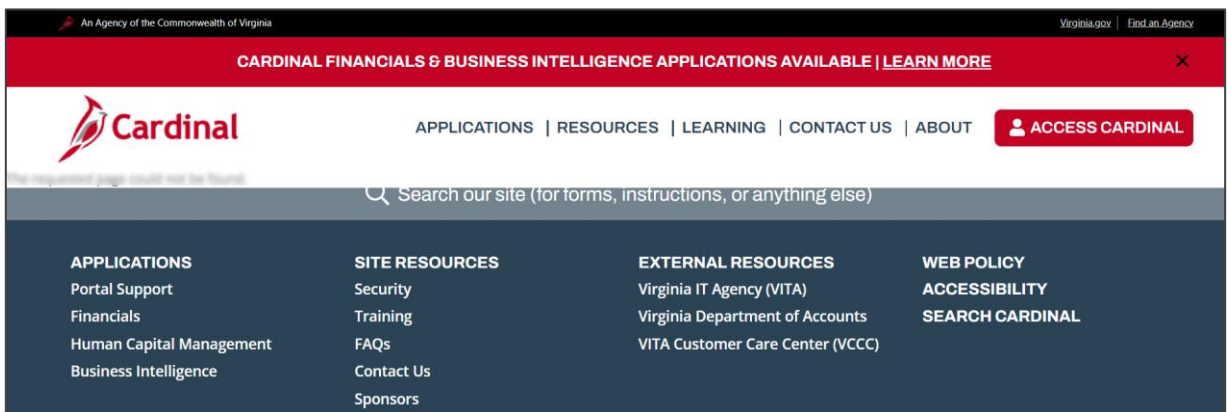 An Agency of the Commonwealth of Virginia
Virginia.gov | Find an Agency
CARDINAL FINANCIALS & BUSINESS INTELLIGENCE APPLICATIONS AVAILABLE | LEARN MORE ×
Cardinal
APPLICATIONS | RESOURCES | LEARNING | CONTACT US | ABOUT
ACCESS CARDINAL
The requested page could not be found.
Search our site (for forms, instructions, or anything else)
APPLICATIONS
Portal Support
Financials
Human Capital Management
Business Intelligence
SITE RESOURCES
Security
Training
FAQs
Contact Us
Sponsors
EXTERNAL RESOURCES
Virginia IT Agency (VITA)
Virginia Department of Accounts
VITA Customer Care Center (VCCC)
WEB POLICY
ACCESSIBILITY
SEARCH CARDINAL